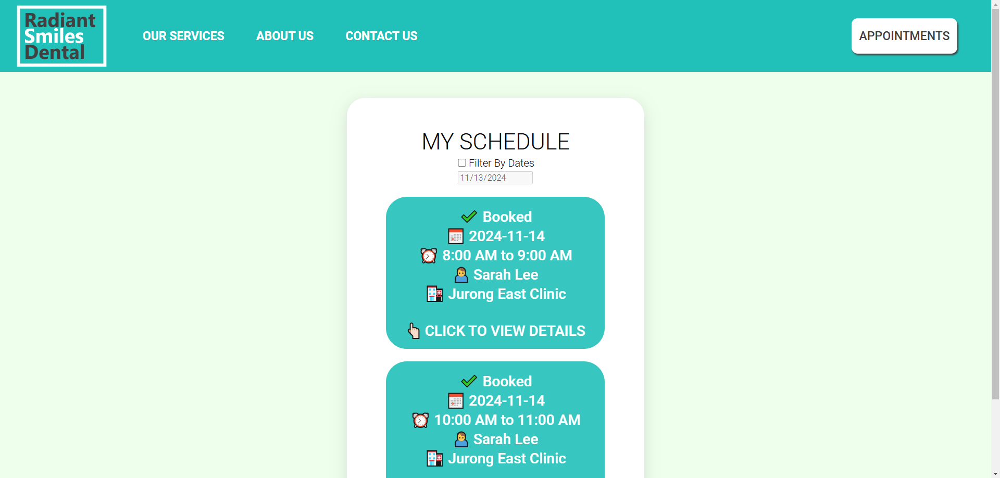 Radiant
Smiles
Dental
OUR SERVICES
ABOUT US
CONTACT US
APPOINTMENTS
MY SCHEDULE
Filter By Dates
11/13/2024
Booked
2024-11-14
8:00 AM to 9:00 AM
Sarah Lee
Jurong East Clinic
CLICK TO VIEW DETAILS
Booked
2024-11-14
10:00 AM to 11:00 AM
Sarah Lee
Jurong East Clinic